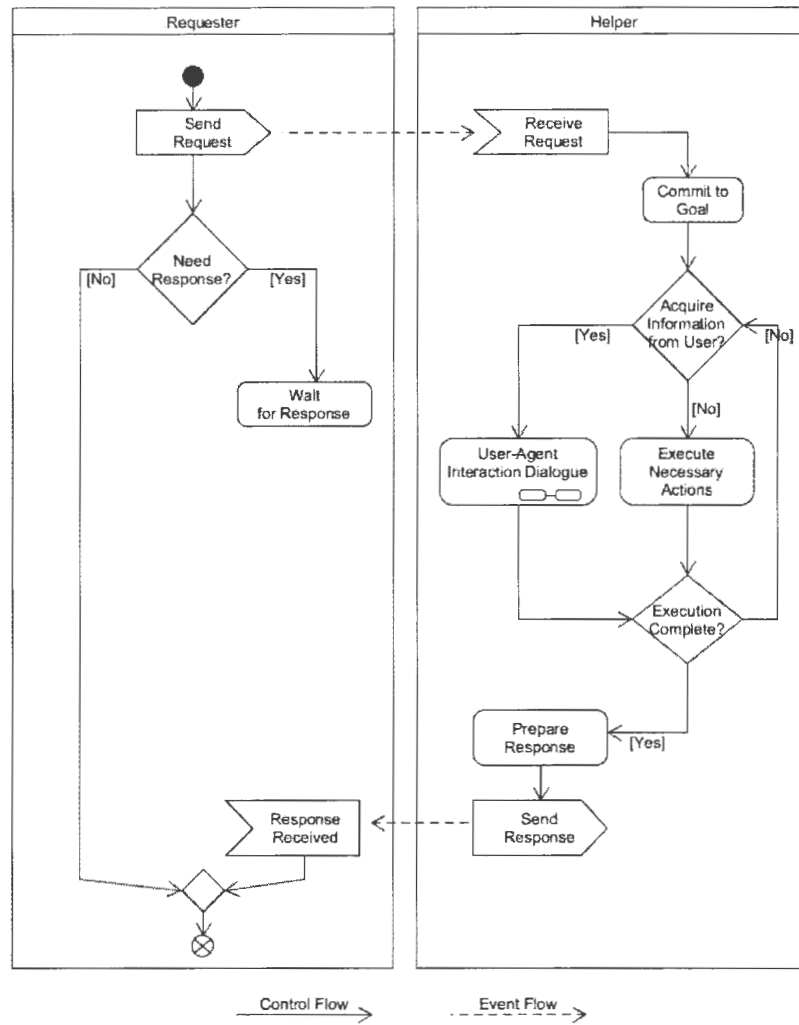 Requester
Helper
Send
Request
Receive
Request
Commit to
Goal
Need
Response?
[No]
[Yes]
Acquire
Information
from User?
[Yes]
[No]
Wait
for Response
[No]
User-Agent
Interaction Dialogue
Execute
Necessary
Actions
Execution
Complete?
Prepare
Response
[Yes]
Response
Received
Send
Response
Control Flow
Event Flow